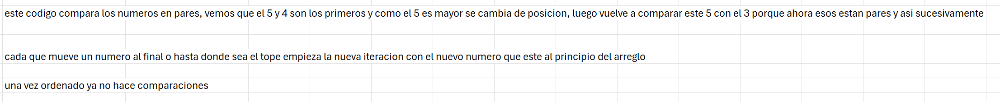 este codigo compara los numeros en pares, vemos que el 5 y 4 son los primeros y como el 5 es mayor se cambia de posicion, luego vuelve a comparar este 5 con el 3 porque ahora esos estan pares y asi sucesivamente
cada que mueve un numero al final o hasta donde sea el tope empieza la nueva iteracion con el nuevo numero que este al principio del arreglo
una vez ordenado ya no hace comparaciones